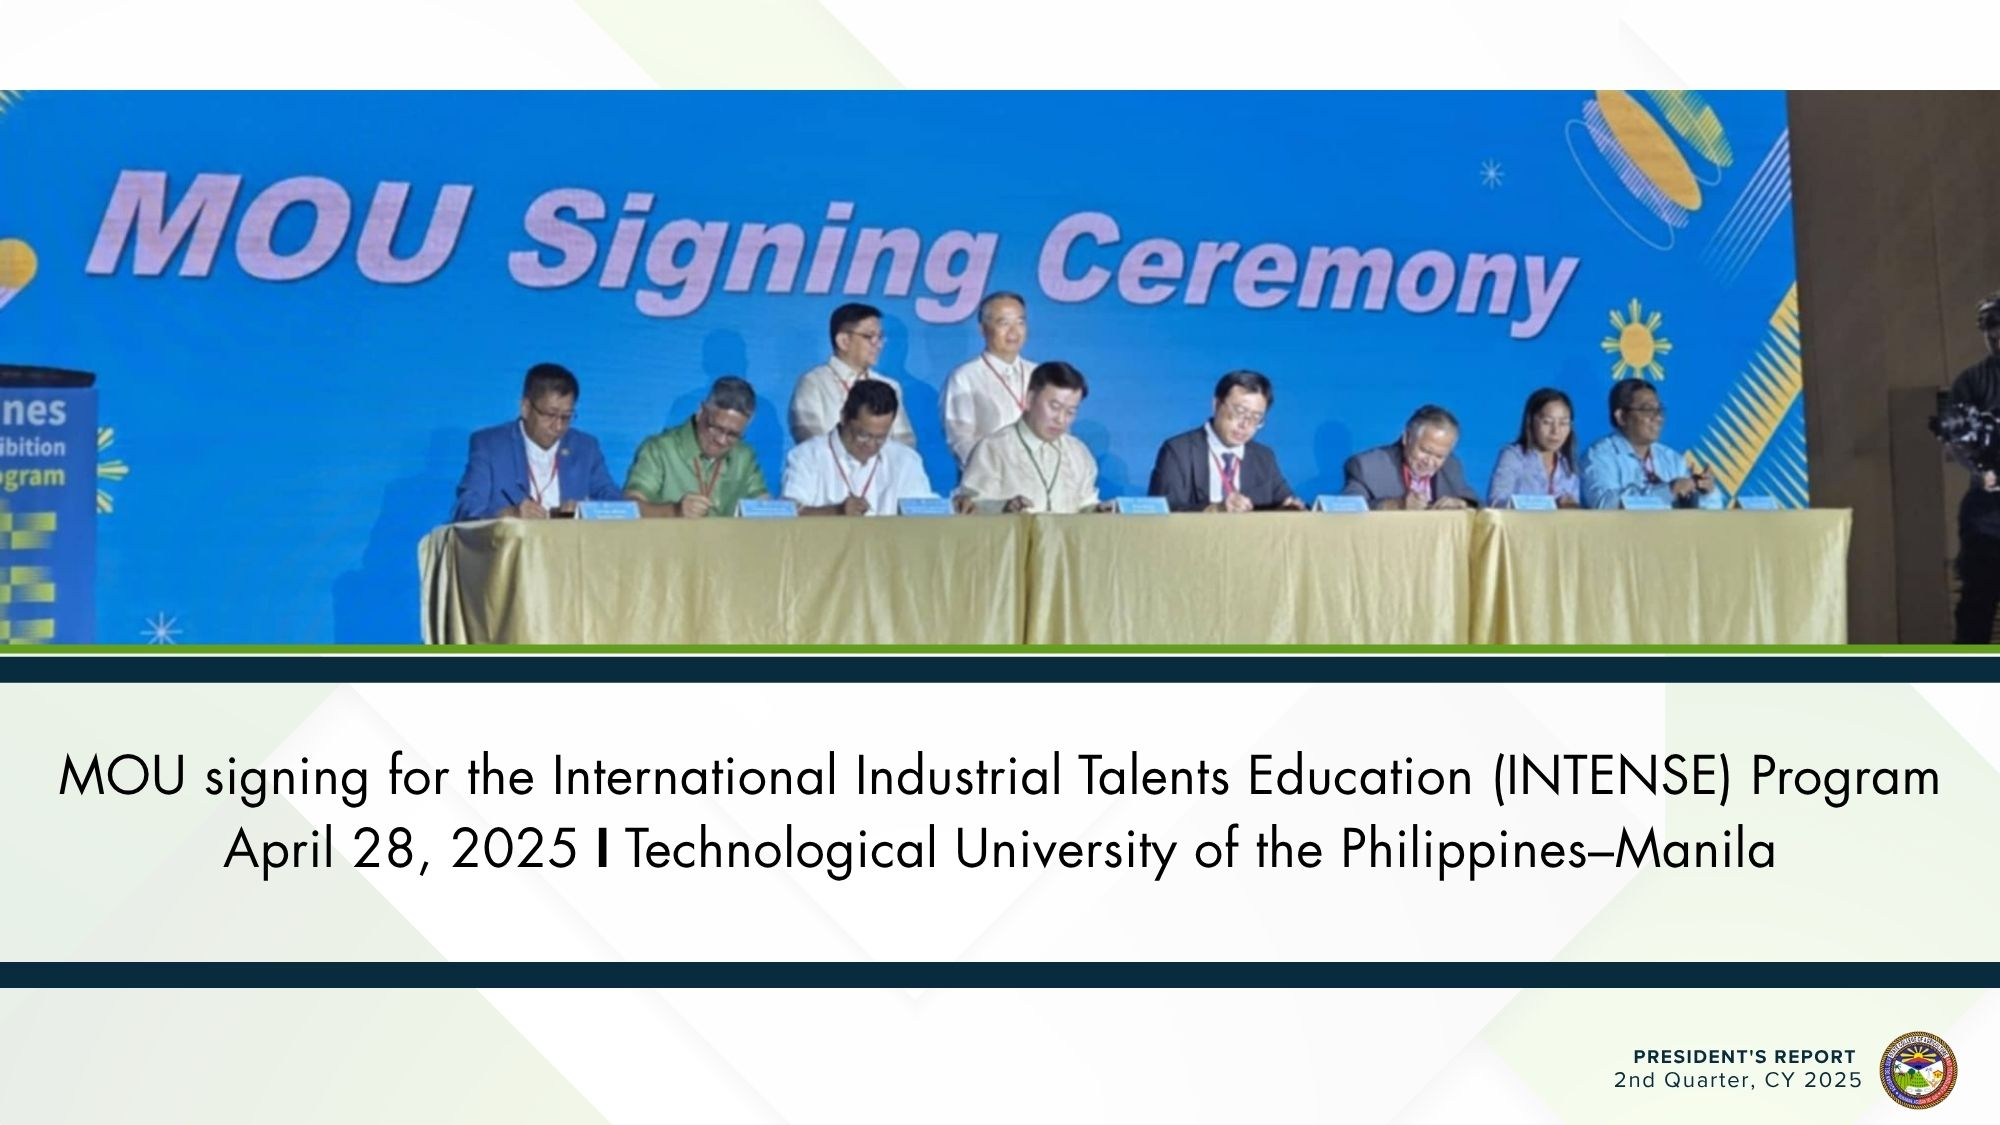 MOU Signing Ceremony
nes
ibition
gram
MOU signing for the International Industrial Talents Education (INTENSE) Program
April 28, 2025 I Technological University of the Philippines–Manila
PRESIDENT'S REPORT
2nd Quarter, CY 2025